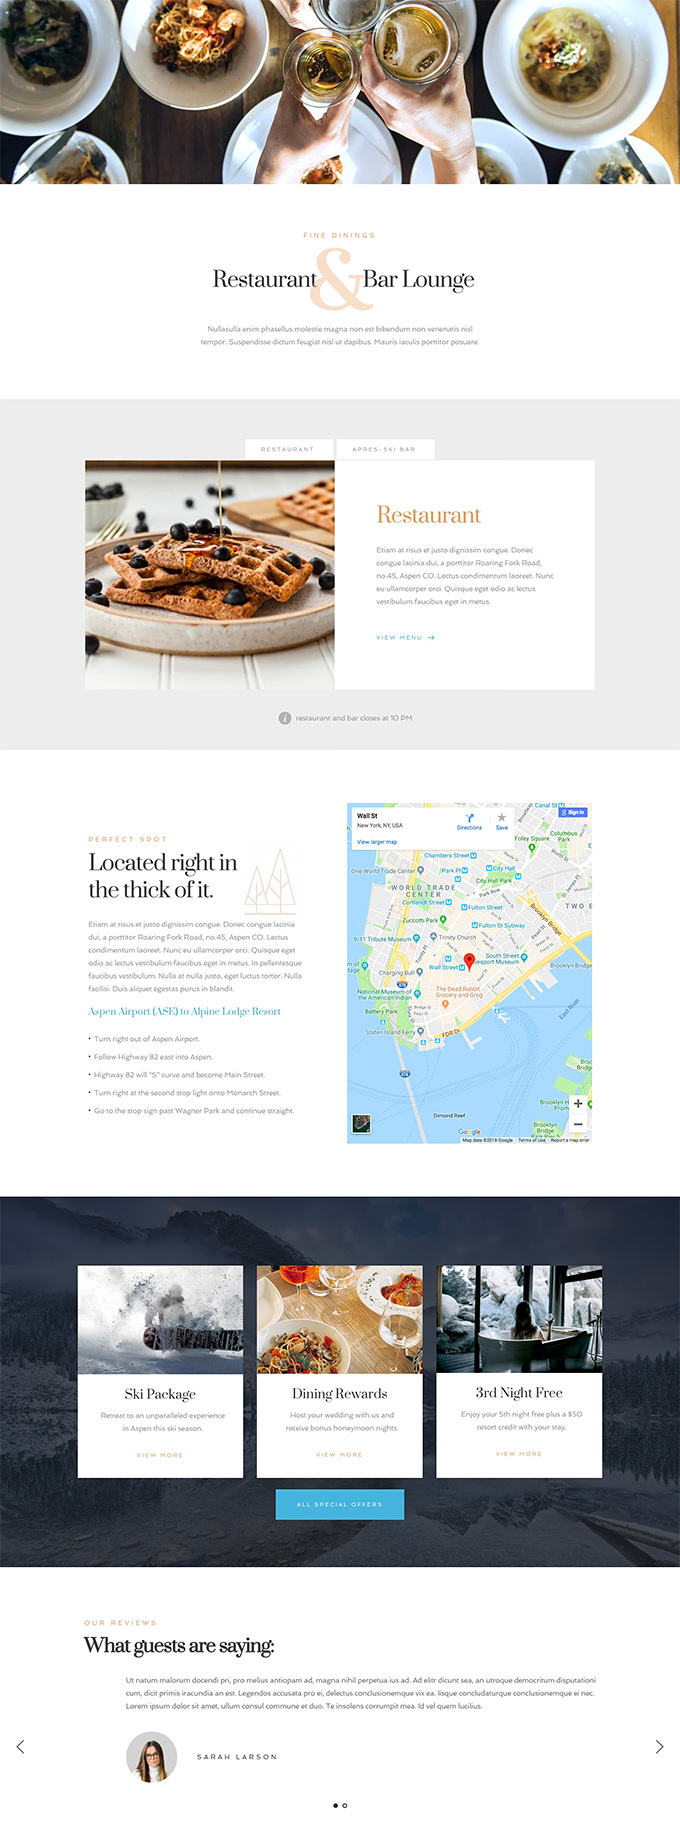 FINE DININGS
Restaurant & Bar Lounge
Nullasulla enim phasellus molestie magna non est bibendum non venenatis nisl
tempor. Suspendisse dictum feugiat nisl ut dapibus. Mauris iaculis porttitor posuere.
RESTAURANT
APRES-SKI BAR
Restaurant
Etiam at risus et justo dignissim congue. Donec
congue lacinia dui, a porttitor Roaring Fork Road,
no.45, Aspen CO. Lectus condimentum laoreet. Nunc
eu ullamcorper orci. Quisque eget odio ac lectus
vestibulum faucibus eget in metus.
VIEW MENU →
i restaurant and bar closes at 10 PM
PERFECT SPOT
Located right in
the thick of it.
Etiam at risus et justo dignissim congue. Donec congue lacinia
dui, a porttitor Roaring Fork Road, no.45, Aspen CO. Lectus
condimentum laoreet. Nunc eu ullamcorper orci. Quisque eget
odio ac lectus vestibulum faucibus eget in metus. In pellentesque
faucibus vestibulum. Nulla at nulla justo, eget luctus tortor. Nulla
facilisi. Duis aliquet egestas purus in blandit.
Aspen Airport (ASE) to Alpine Lodge Resort
• Turn right out of Aspen Airport.
• Follow Highway 82 east into Aspen.
• Highway 82 will "S" curve and become Main Street.
• Turn right at the second stop light onto Monarch Street.
• Go to the stop sign past Wagner Park and continue straight.
Wall St
New York, NY, USA
Directions
Save
View larger map
Canal St
Sign in
Columbus
Park
Foley Square
Chambers Street
One World Trade Center
Park Pl
City Hall Park
WORLD TRADE
CENTER
Cortlandt Street
Fulton Street
Zuccotti Park
Fulton St Subway
Brooklyn Bridge
TWO B
9/11 Tribute Museum
Trinity Church
Wall Street
South Street
Seaport Museum
Charging Bull
Brooklyn Bridge
National Museum of
the American Indian
The Dead Rabbit
Grocery and Grog
Battery Park
Staten Island Ferry
FDR Dr
East River
478
478
Brooklyn
Bridge Park
Brooklyn H
Prom
Dimond Reef
Brooklyn
Bridge
+
−
Google
Map data ©2018 Google
Terms of Use
Report a map error
Ski Package
Retreat to an unparalleled experience
in Aspen this ski season.
VIEW MORE
Dining Rewards
Host your wedding with us and
receive bonus honeymoon nights.
VIEW MORE
3rd Night Free
Enjoy your 5th night free plus a $50
resort credit with your stay.
VIEW MORE
ALL SPECIAL OFFERS
OUR REVIEWS
What guests are saying:
Ut natum malorum docendi pri, pro melius antiopam ad, magna nihil perpetua ius ad. Ad elitr dicunt sea, an utroque democritum disputationi
cum, dicit primis iracundia an est. Legendos accusata pro ei, delectus conclusionemque vix ea. Iisque concludaturque conclusionemque ei nec.
Lorem ipsum dolor sit amet, ullum consul commune et duo. Te insolens corrumpit mea. Id vel quem lucilius.
SARAH LARSON